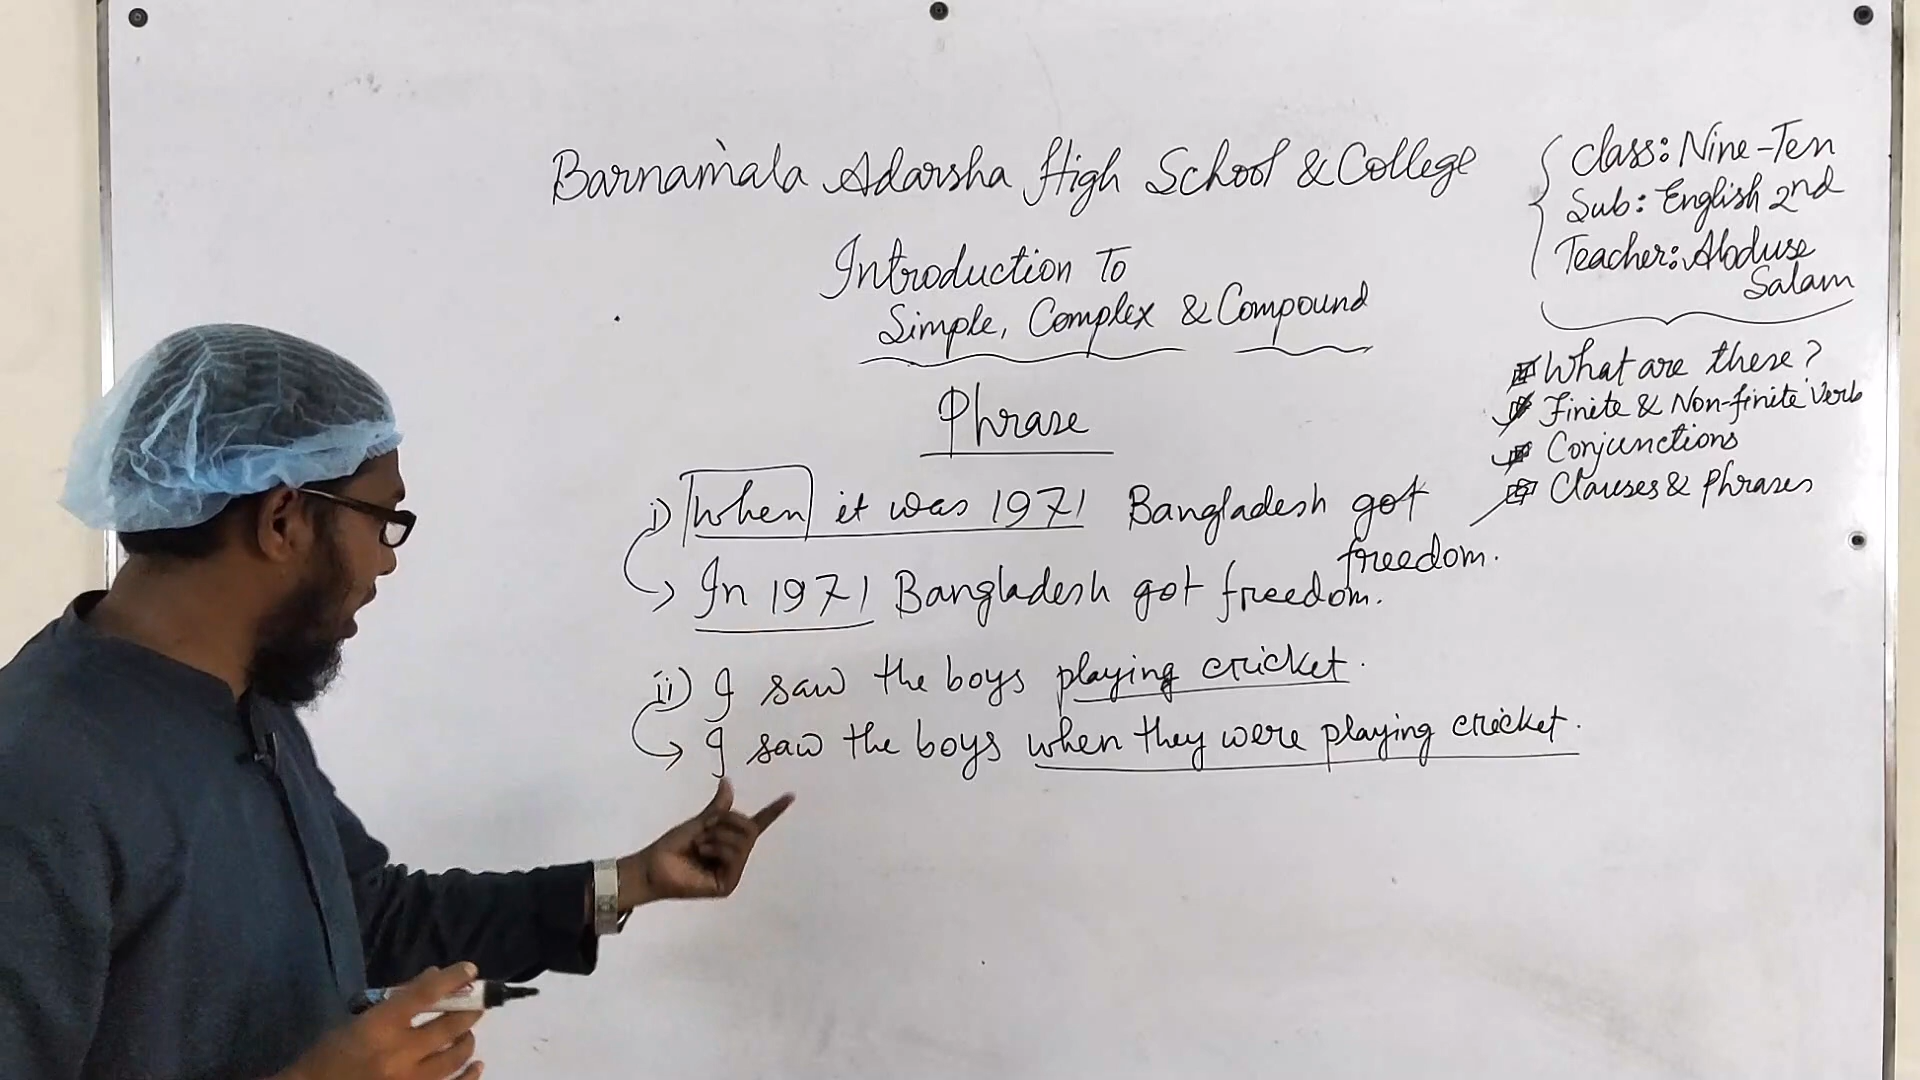 Barnamala Adarsha High School & College
Introduction To
Simple, Complex & Compound
Phrase
i) When it was 1971 Bangladesh got
freedom.
In 1971 Bangladesh got freedom.
ii) I saw the boys playing cricket.
I saw the boys when they were playing cricket.
Class: Nine-Ten
Sub: English 2nd
Teacher: Abduse
Salam
What are these?
Finite & Non-finite Verb
Conjunctions
Clauses & Phrases